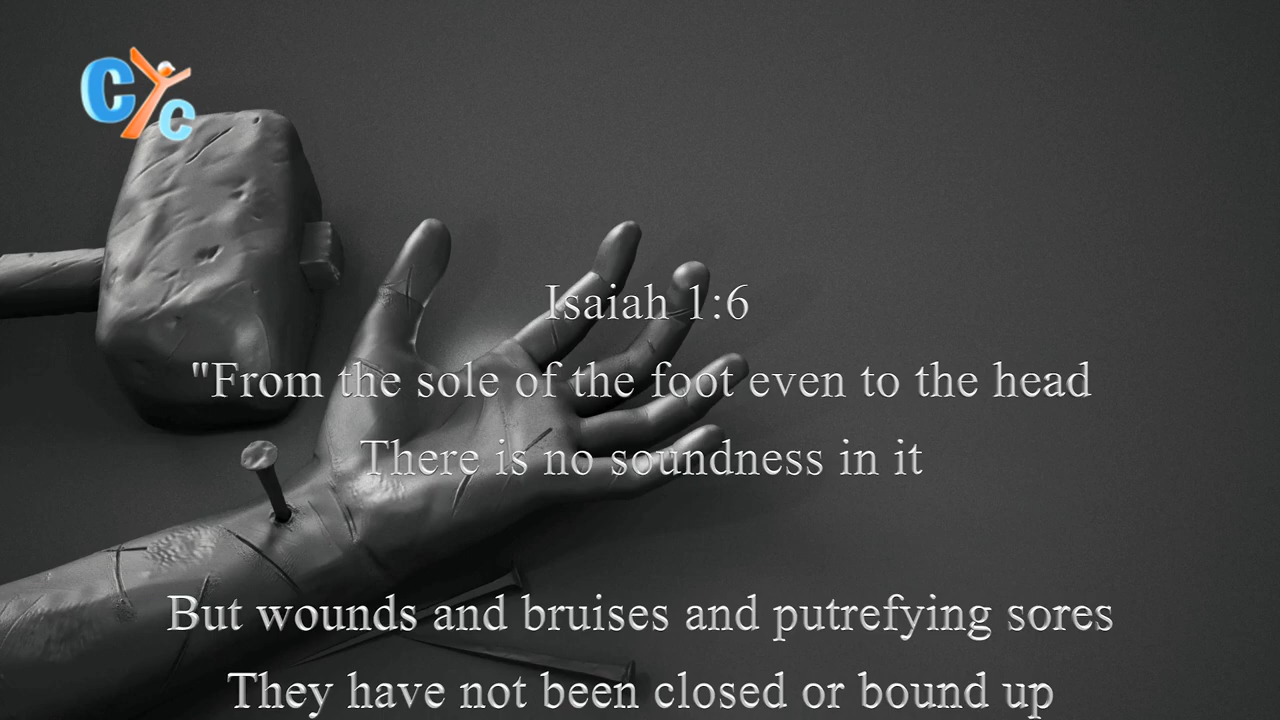 CYC
Isaiah 1:6
"From the sole of the foot even to the head
There is no soundness in it
But wounds and bruises and putrefying sores
They have not been closed or bound up